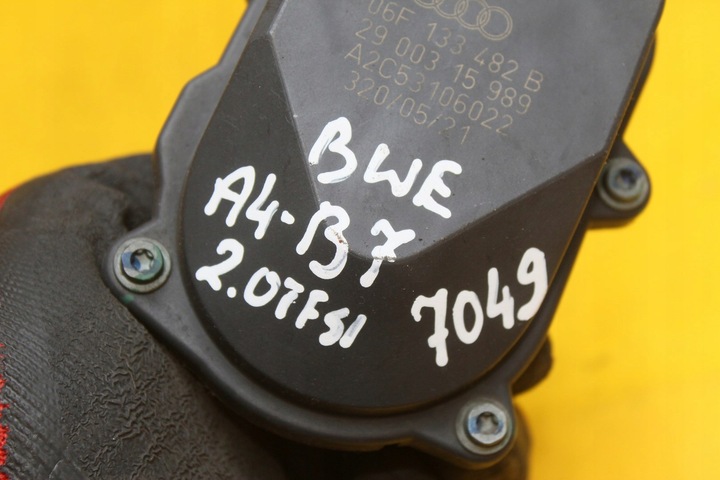 06F 133 482 B
29 003 15 989
A2C53106022
320/05/21
BWE
A4-B7
2.0TFSI
7049